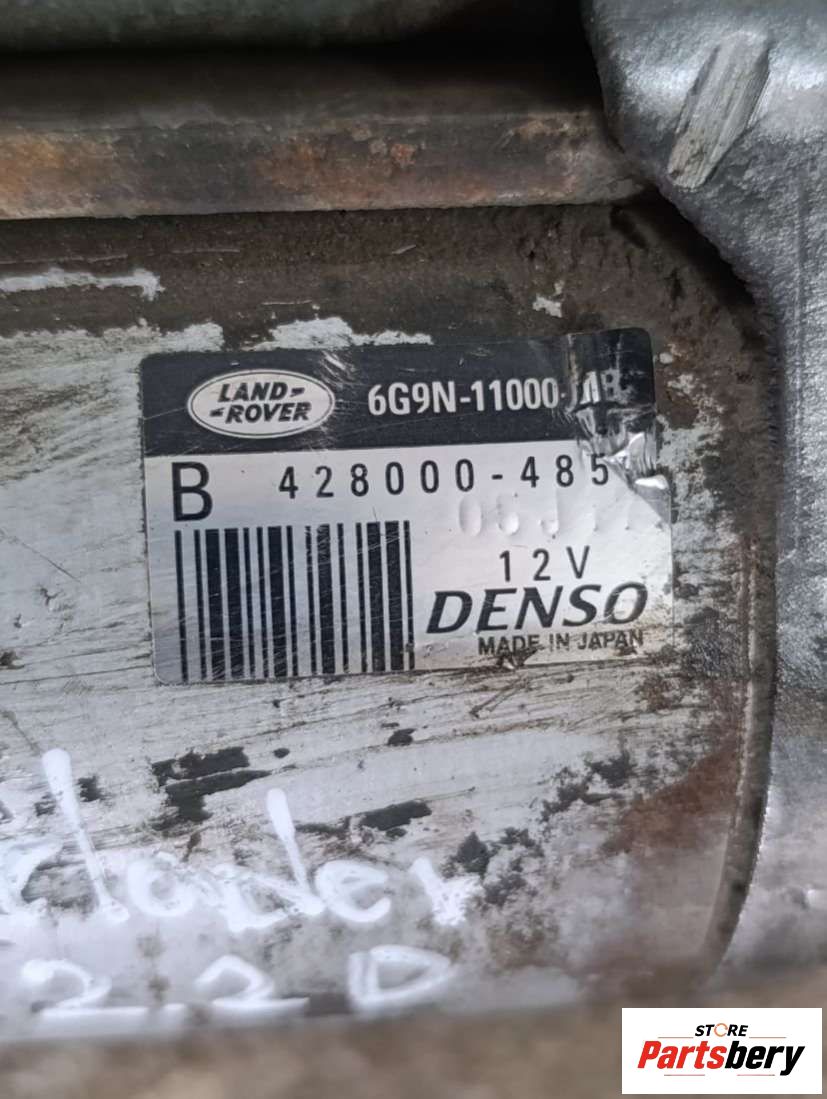 LAND-
-ROVER
6G9N-11000-
B 428000-485
12V
DENSO
MADE IN JAPAN
2.2D
STORE
Partsbery